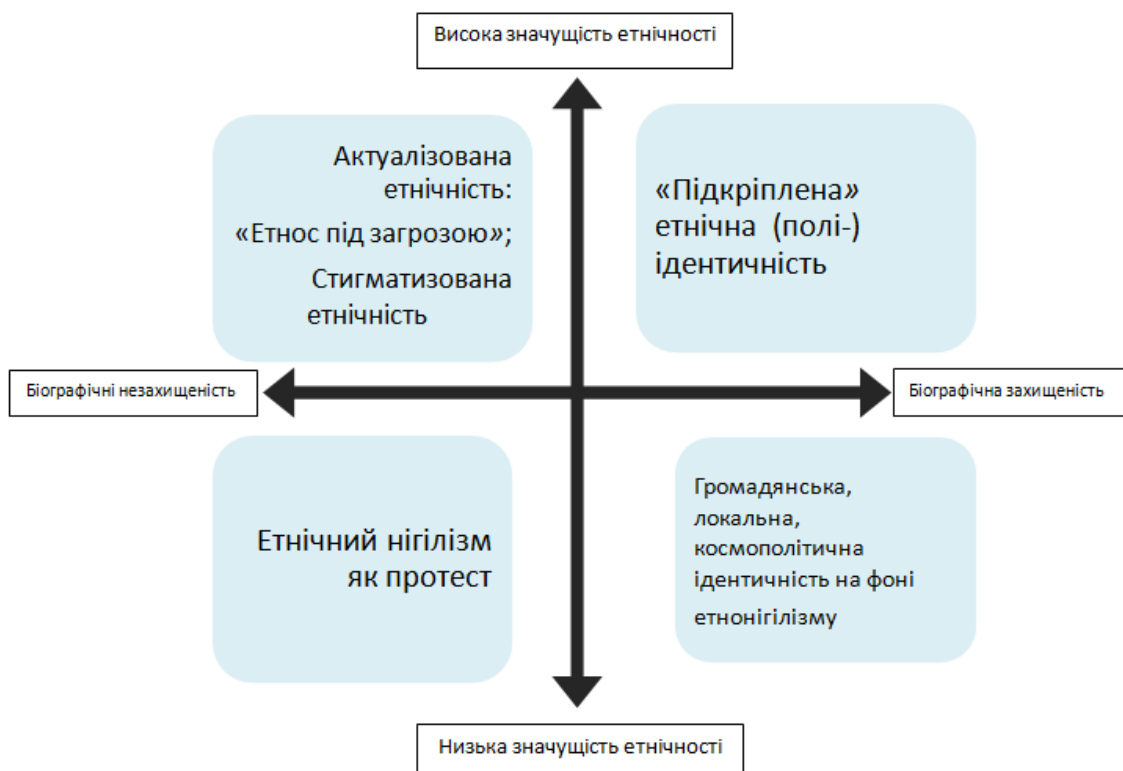 Висока значущість етнічності
Актуалізована
етнічність:
«Етнос під загрозою»;
Стигматизована
етнічність
«Підкріплена»
етнічна (полі-)
ідентичність
Біографічні незахищеність
Біографічна захищеність
Етнічний нігілізм
як протест
Громадянська,
локальна,
космополітична
ідентичність на фоні
етнонігілізму
Низька значущість етнічності